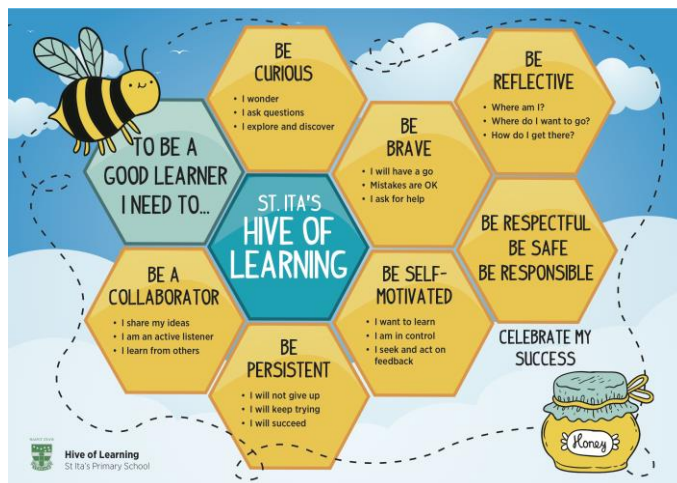 TO BE A
GOOD LEARNER
I NEED TO...
BE
CURIOUS
• I wonder
• I ask questions
• I explore and discover
BE
REFLECTIVE
• Where am I?
• Where do I want to go?
• How do I get there?
BE
BRAVE
• I will have a go
• Mistakes are OK
• I ask for help
ST. ITA'S
HIVE OF
LEARNING
BE RESPECTFUL
BE SAFE
BE RESPONSIBLE
BE A
COLLABORATOR
• I share my ideas
• I am an active listener
• I learn from others
BE SELF-
MOTIVATED
• I want to learn
• I am in control
• I seek and act on
feedback
BE
PERSISTENT
• I will not give up
• I will keep trying
• I will succeed
CELEBRATE MY
SUCCESS
Honey
Hive of Learning
St Ita's Primary School